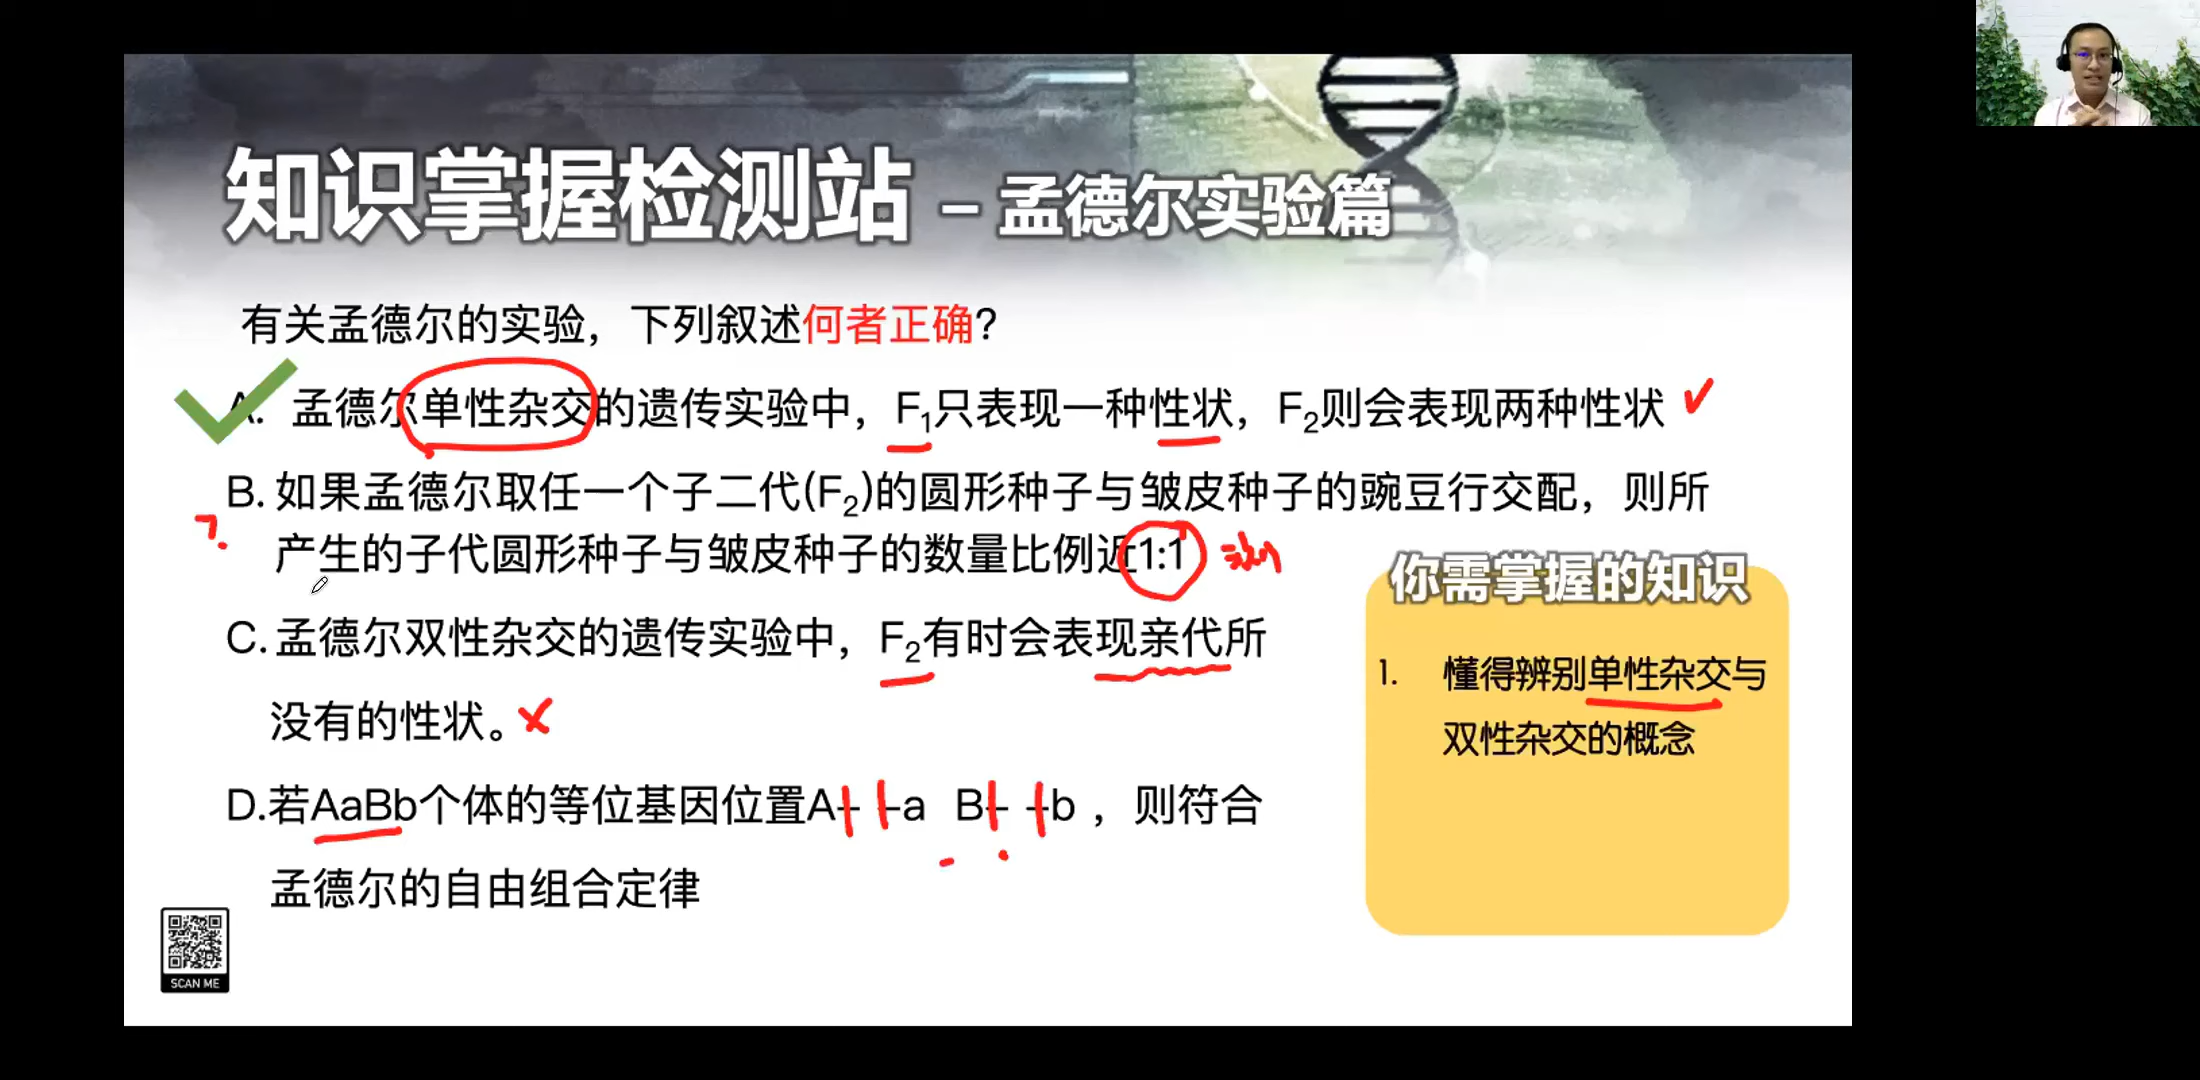 知识掌握检测站 – 孟德尔实验篇
有关孟德尔的实验，下列叙述何者正确？
A. 孟德尔单性杂交的遗传实验中，F₁只表现一种性状，F₂则会表现两种性状
B. 如果孟德尔取任一个子二代(F₂)的圆形种子与皱皮种子的豌豆行交配，则所
产生的子代圆形种子与皱皮种子的数量比例近1:1
C. 孟德尔双性杂交的遗传实验中，F₂有时会表现亲代所
没有的性状。
D.若AaBb个体的等位基因位置A- -a B- -b，则符合
孟德尔的自由组合定律
你需掌握的知识
1. 懂得辨别单性杂交与
双性杂交的概念
SCAN ME